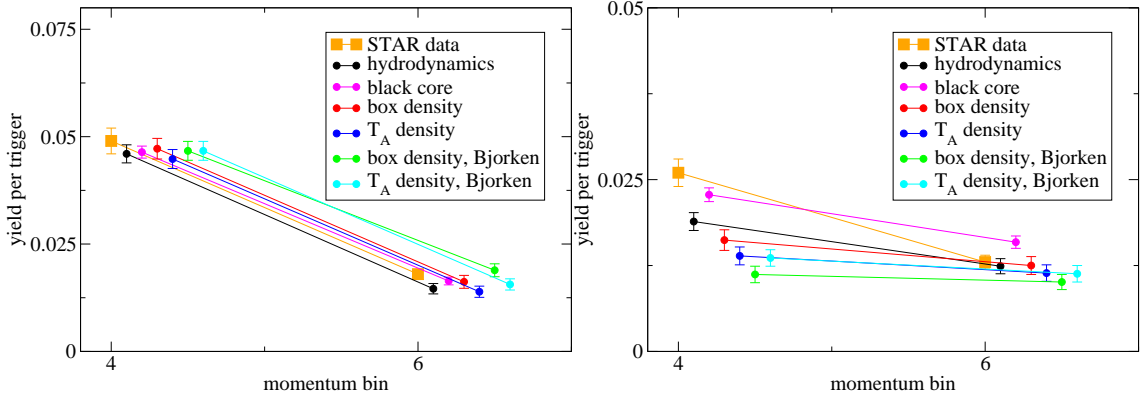 0.075
0.05
0.025
0
4
6
yield per trigger
momentum bin
STAR data
hydrodynamics
black core
box density
T_A density
box density, Bjorken
T_A density, Bjorken
0.05
0.025
0
4
6
yield per trigger
momentum bin
STAR data
hydrodynamics
black core
box density
T_A density
box density, Bjorken
T_A density, Bjorken